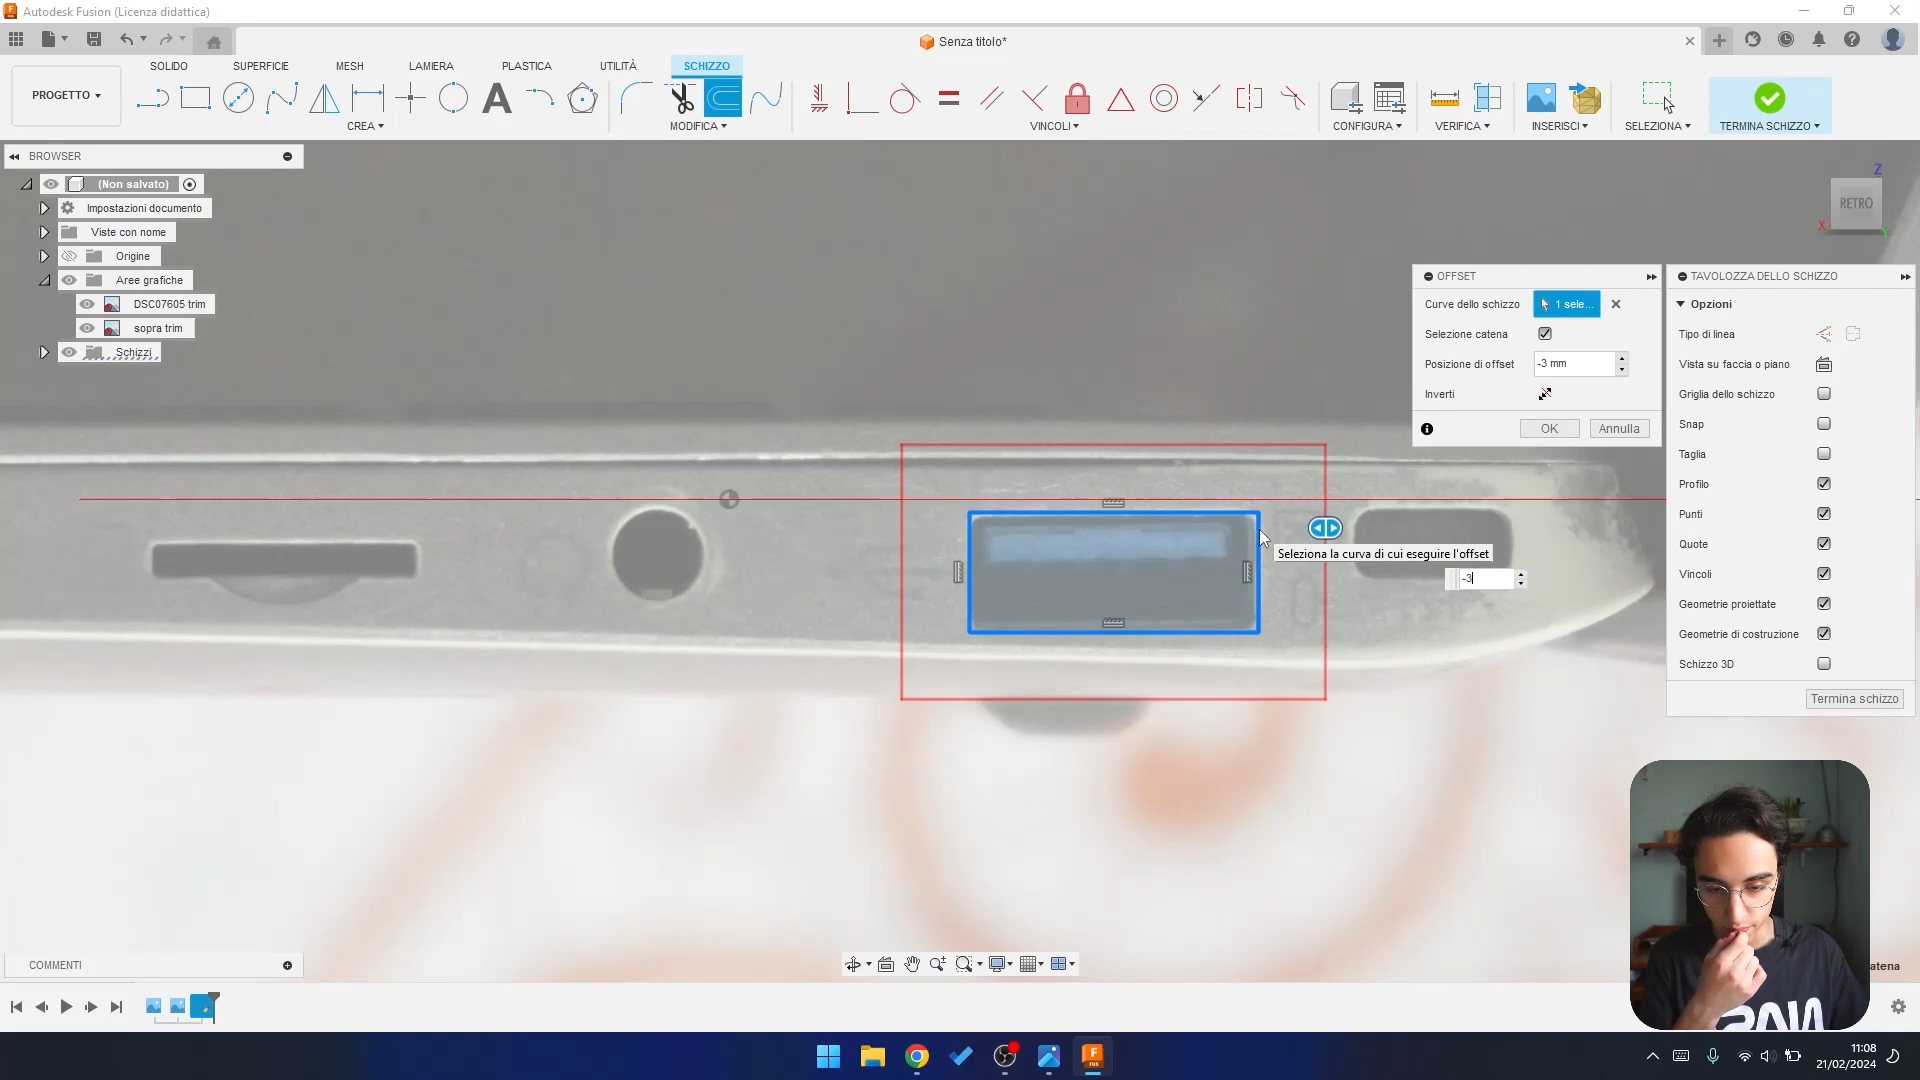 Autodesk Fusion (Licenza didattica)
Senza titolo*
SOLIDO SUPERFICIE MESH LAMIERA PLASTICA UTILITÀ SCHIZZO
PROGETTO
CREA MODIFICA VINCOLI CONFIGURA VERIFICA INSERISCI SELEZIONA TERMINA SCHIZZO
BROWSER
(Non salvato)
Impostazioni documento
Viste con nome
Origine
Aree grafiche
DSC07605 trim
sopra trim
Schizzi
Z
RETRO
X
Y
OFFSET
Curve dello schizzo 1 sele...
Selezione catena
Posizione di offset -3 mm
Inverti
OK Annulla
TAVOLOZZA DELLO SCHIZZO
Opzioni
Tipo di linea
Vista su faccia o piano
Griglia dello schizzo
Snap
Taglia
Profilo
Punti
Quote
Vincoli
Geometrie proiettate
Geometrie di costruzione
Schizzo 3D
Termina schizzo
Seleziona la curva di cui eseguire l'offset
-3
COMMENTI
atena
11:08
21/02/2024